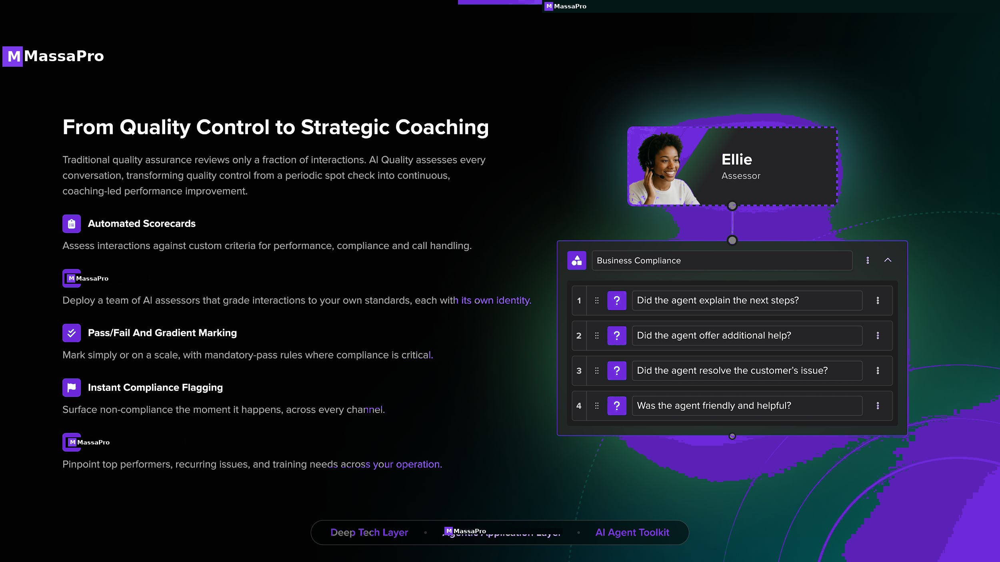 M MassaPro
M MassaPro
From Quality Control to Strategic Coaching
Traditional quality assurance reviews only a fraction of interactions. AI Quality assesses every
conversation, transforming quality control from a periodic spot check into continuous,
coaching-led performance improvement.
Automated Scorecards
Assess interactions against custom criteria for performance, compliance and call handling.
M MassaPro
Deploy a team of AI assessors that grade interactions to your own standards, each with its own identity.
Pass/Fail And Gradient Marking
Mark simply or on a scale, with mandatory-pass rules where compliance is critical.
Instant Compliance Flagging
Surface non-compliance the moment it happens, across every channel.
M MassaPro
Pinpoint top performers, recurring issues, and training needs across your operation.
Ellie
Assessor
Business Compliance
1 ? Did the agent explain the next steps?
2 ? Did the agent offer additional help?
3 ? Did the agent resolve the customer’s issue?
4 ? Was the agent friendly and helpful?
Deep Tech Layer • M MassaPro • AI Agent Toolkit